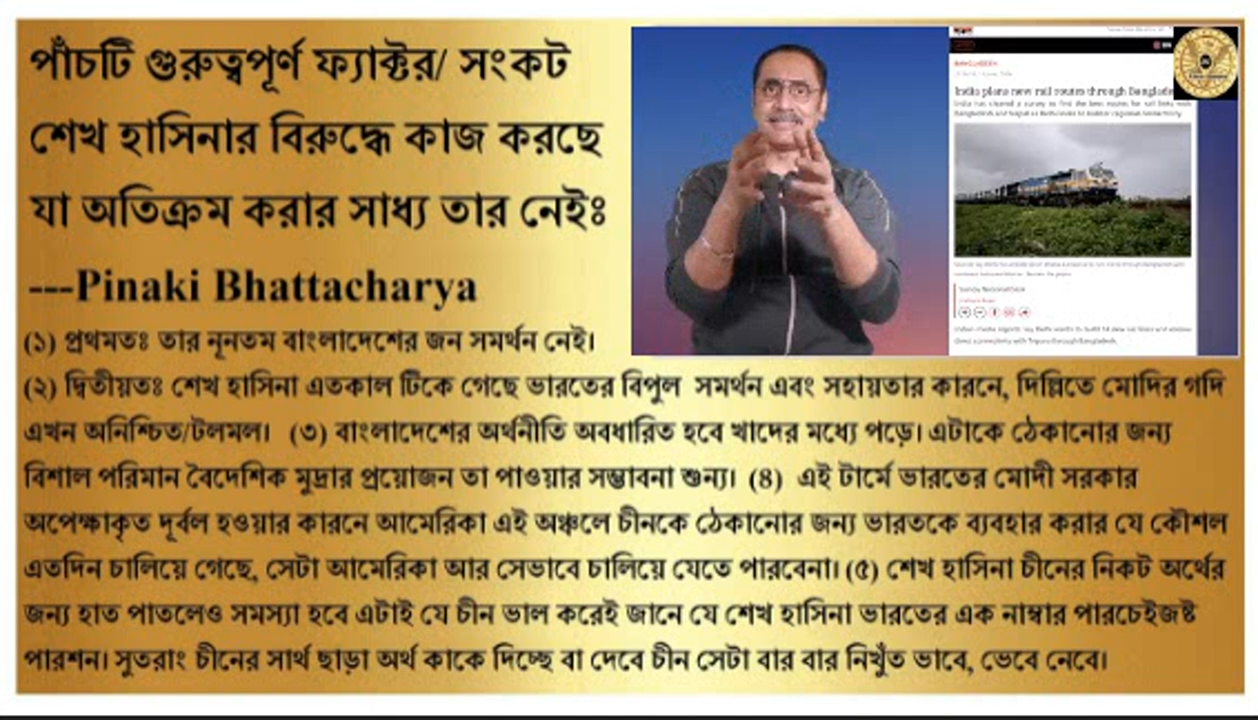 পাঁচটি গুরুত্বপূর্ণ ফ্যাক্টর/ সংকট
শেখ হাসিনার বিরুদ্ধে কাজ করছে
যা অতিক্রম করার সাধ্য তার নেইঃ
---Pinaki Bhattacharya
BANGLADESH
India plans new rail routes through Banglade
(১) প্রথমতঃ তার নূনতম বাংলাদেশের জন সমর্থন নেই।
(২) দ্বিতীয়তঃ শেখ হাসিনা এতকাল টিকে গেছে ভারতের বিপুল সমর্থন এবং সহায়তার কারনে, দিল্লিতে মোদির গদি
এখন অনিশ্চিত/টলমল। (৩) বাংলাদেশের অর্থনীতি অবধারিত হবে খাদের মধ্যে পড়ে। এটাকে ঠেকানোর জন্য
বিশাল পরিমান বৈদেশিক মুদ্রার প্রয়োজন তা পাওয়ার সম্ভাবনা শুন্য। (৪) এই টার্মে ভারতের মোদী সরকার
অপেক্ষাকৃত দূর্বল হওয়ার কারনে আমেরিকা এই অঞ্চলে চীনকে ঠেকানোর জন্য ভারতকে ব্যবহার করার যে কৌশল
এতদিন চালিয়ে গেছে, সেটা আমেরিকা আর সেভাবে চালিয়ে যেতে পারবেনা। (৫) শেখ হাসিনা চীনের নিকট অর্থের
জন্য হাত পাতলেও সমস্যা হবে এটাই যে চীন ভাল করেই জানে যে শেখ হাসিনা ভারতের এক নাম্বার পারচেইজষ্ট
পারশন। সুতরাং চীনের সার্থ ছাড়া অর্থ কাকে দিচ্ছে বা দেবে চীন সেটা বার বার নিখুঁত ভাবে, ভেবে নেবে।